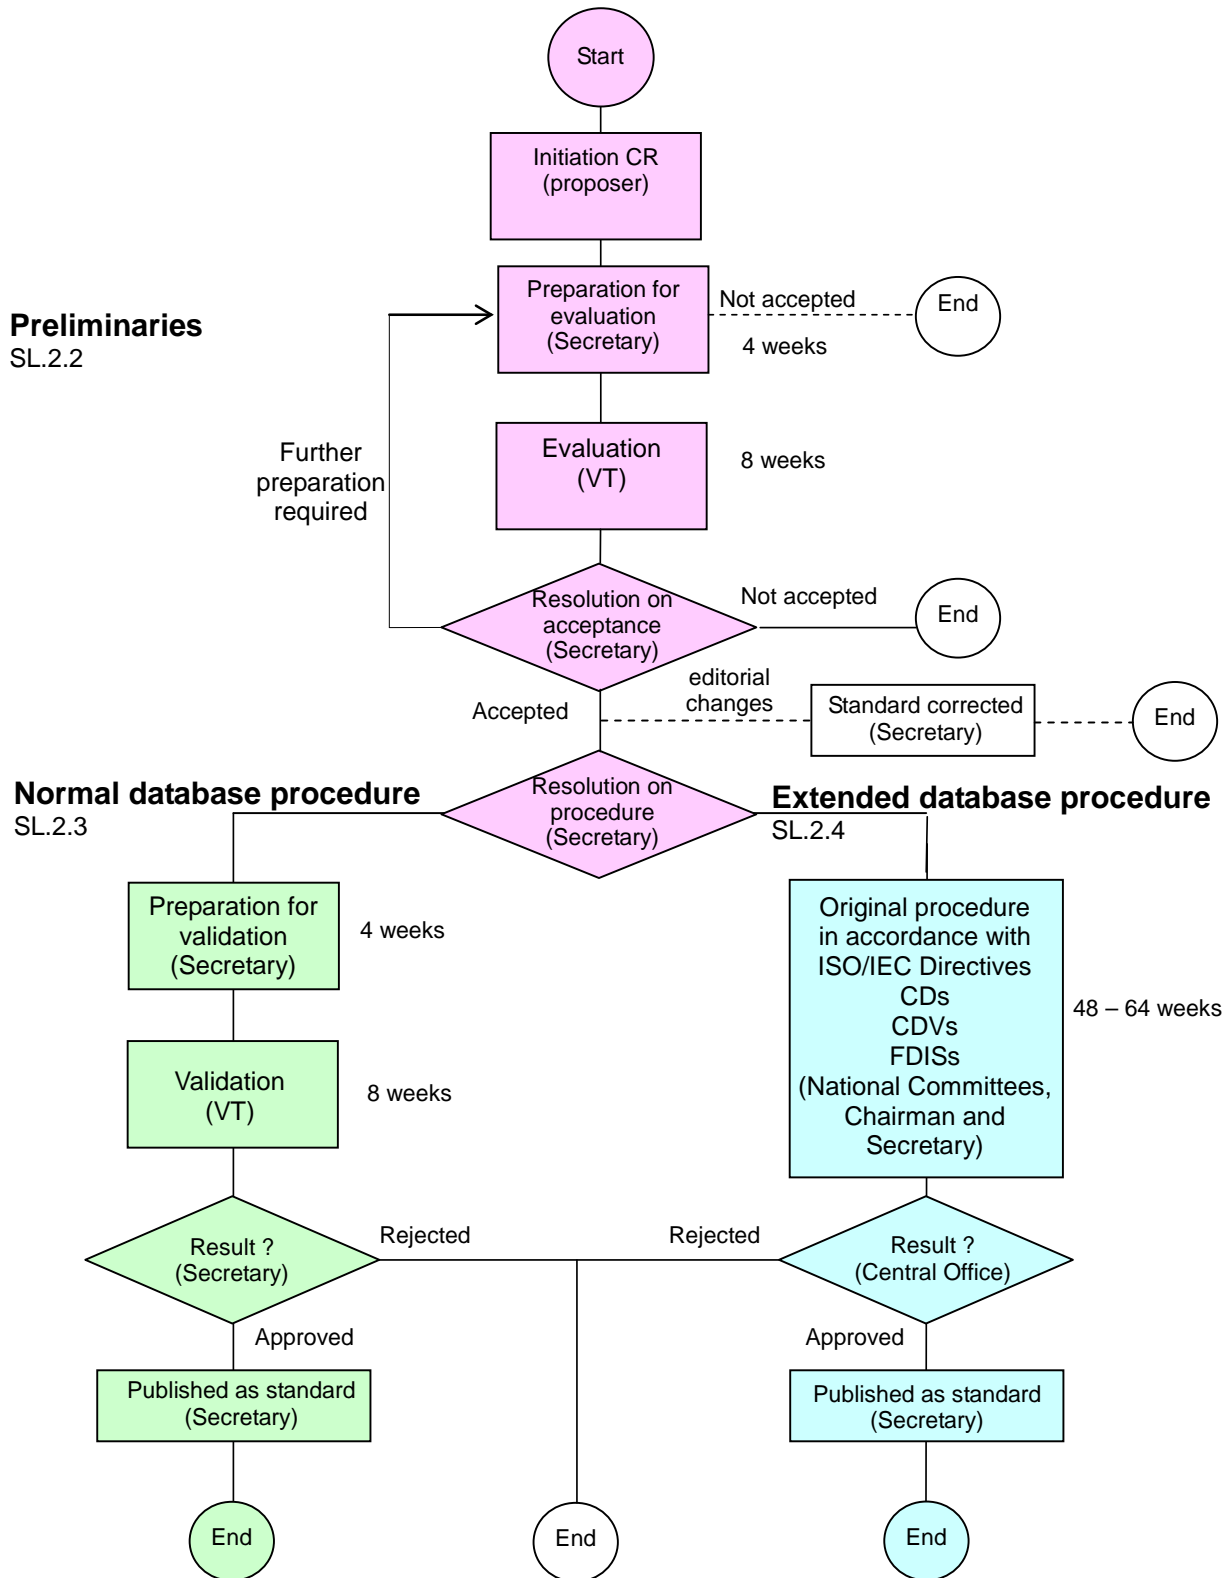 Start
Initiation CR
(proposer)
Preparation for
evaluation
(Secretary)
Not accepted
4 weeks
End
Preliminaries
SL.2.2
Further
preparation
required
Evaluation
(VT)
8 weeks
Resolution on
acceptance
(Secretary)
Not accepted
End
Accepted
editorial
changes
Standard corrected
(Secretary)
End
Normal database procedure
SL.2.3
Resolution on
procedure
(Secretary)
Extended database procedure
SL.2.4
Preparation for
validation
(Secretary)
4 weeks
Validation
(VT)
8 weeks
Original procedure
in accordance with
ISO/IEC Directives
CDs
CDVs
FDISs
(National Committees,
Chairman and
Secretary)
48 – 64 weeks
Result ?
(Secretary)
Rejected
Rejected
Result ?
(Central Office)
Approved
Approved
Published as standard
(Secretary)
Published as standard
(Secretary)
End
End
End